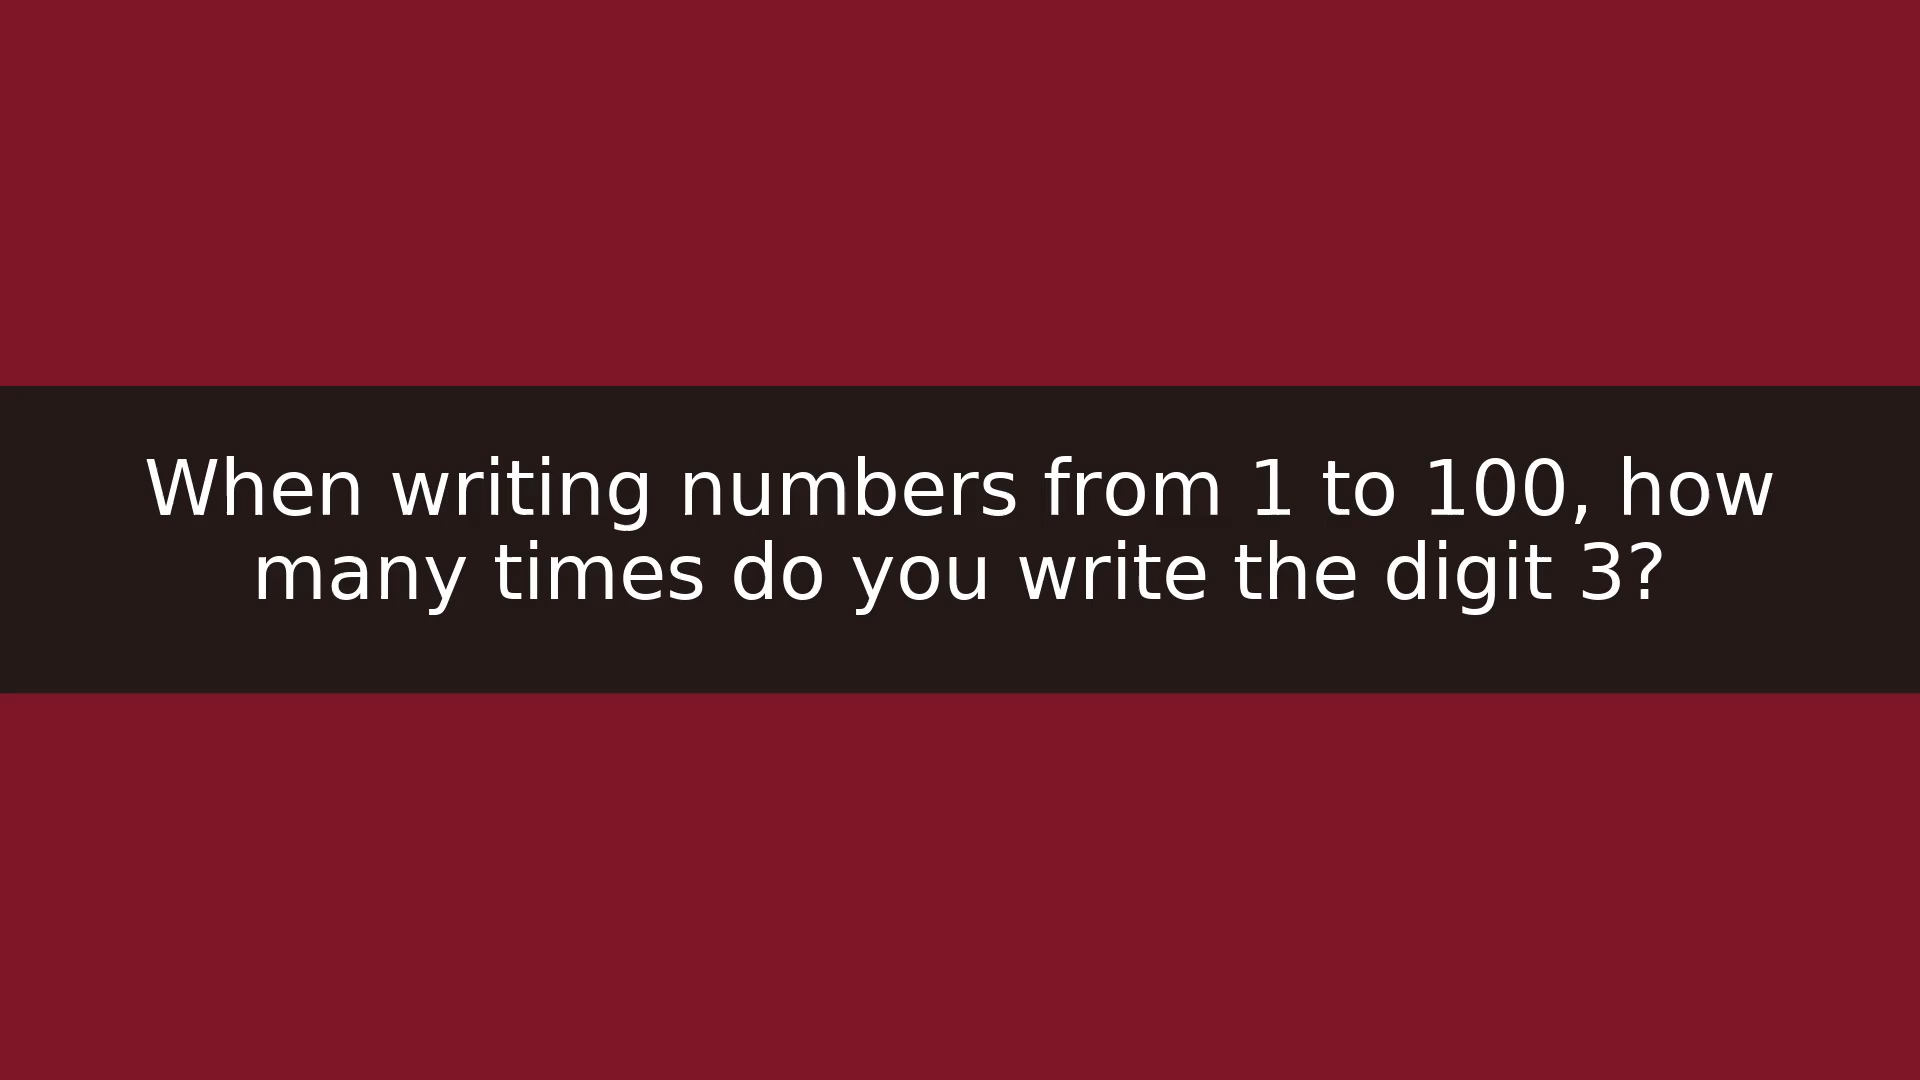 When writing numbers from 1 to 100, how
many times do you write the digit 3?